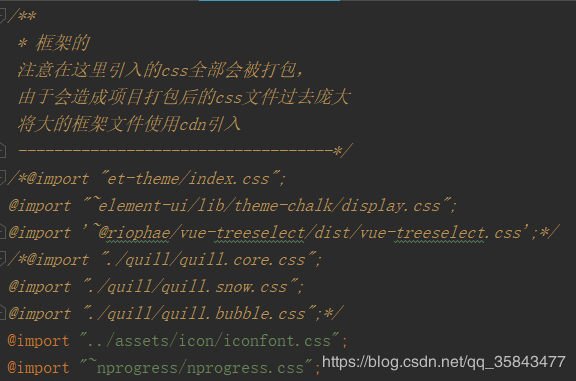 /**
* 框架的
注意在这里引入的css全部会被打包，
由于会造成项目打包后的css文件过去庞大
将大的框架文件使用cdn引入
-----------------------------------*/
/*@import "et-theme/index.css";
@import "~element-ui/lib/theme-chalk/display.css";
@import '~@riophae/vue-treeselect/dist/vue-treeselect.css';*/
/*@import "./quill/quill.core.css";
@import "./quill/quill.snow.css";
@import "./quill/quill.bubble.css";*/
@import "../assets/icon/iconfont.css";
@import "~nprogress/nprogress.css";
https://blog.csdn.net/qq_35843477